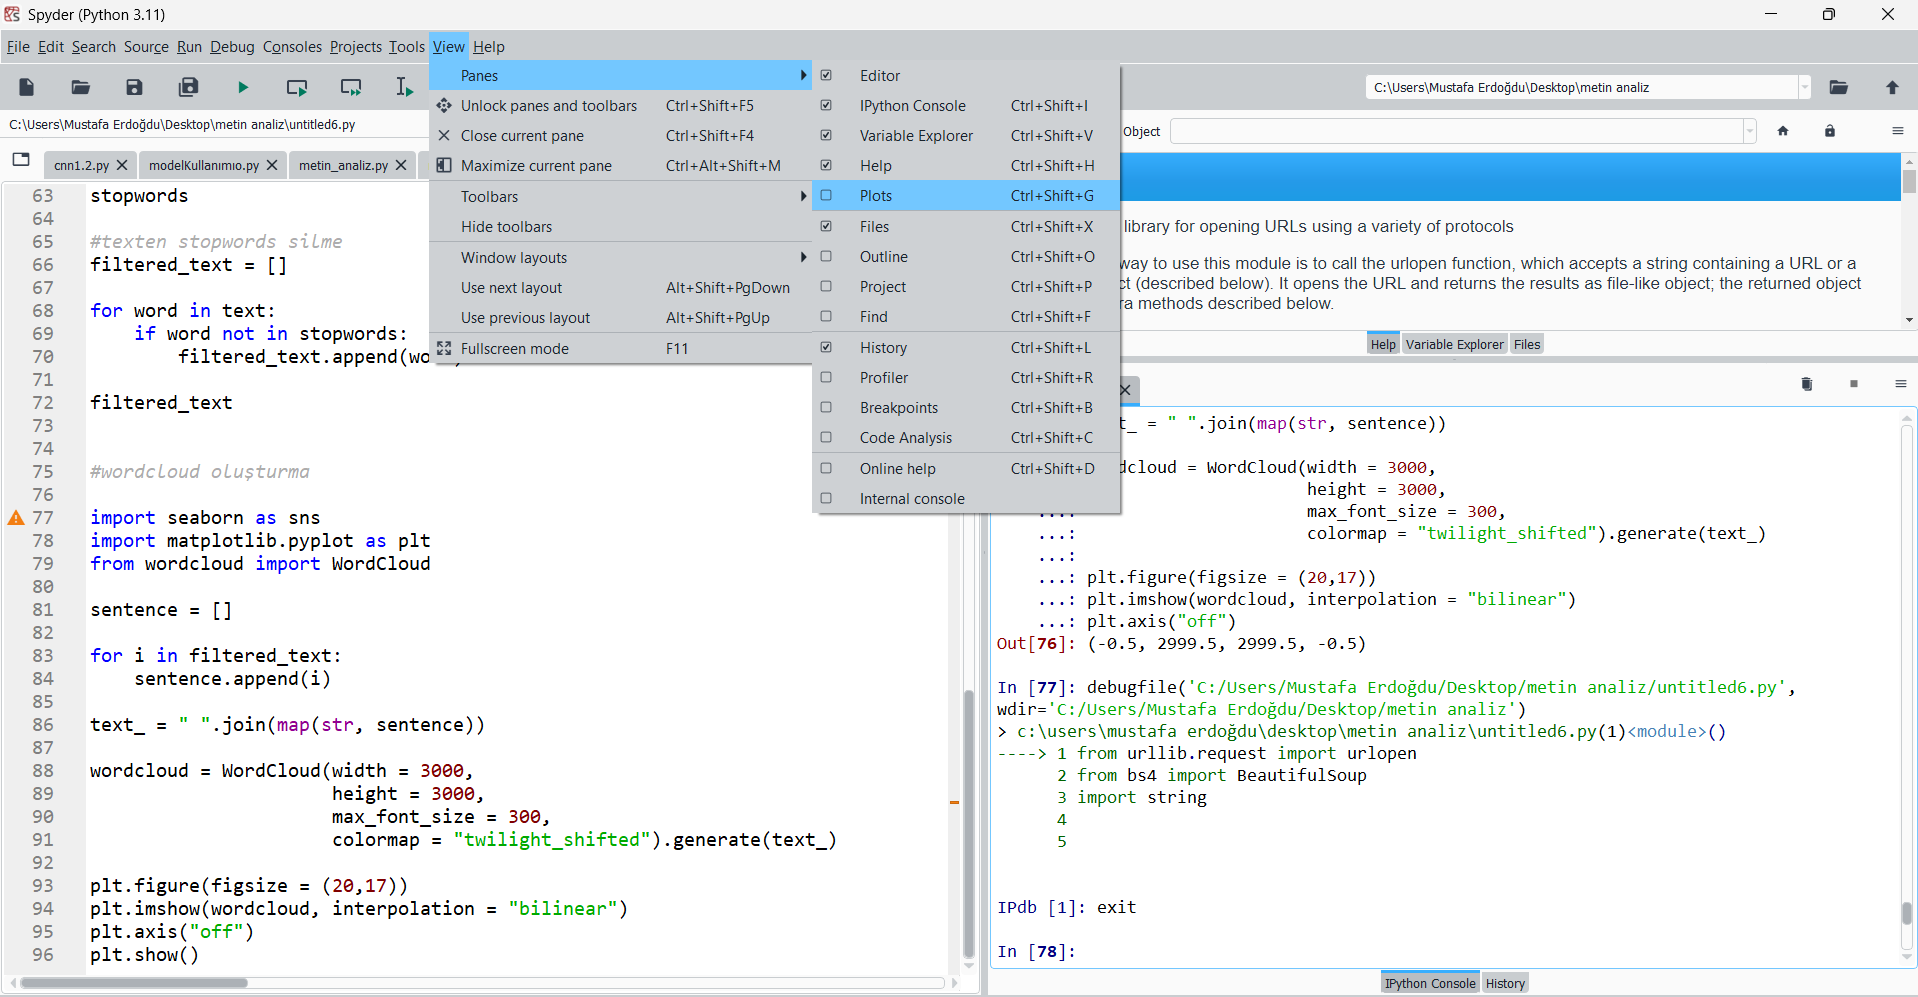 Spyder (Python 3.11)
File Edit Search Source Run Debug Consoles Projects Tools View Help
C:\Users\Mustafa Erdoğdu\Desktop\metin analiz
C:\Users\Mustafa Erdoğdu\Desktop\metin analiz\untitled6.py
cnn1.2.py modelKullanımıo.py metin_analiz.py
63 stopwords
64
65 #texten stopwords silme
66 filtered_text = []
67
68 for word in text:
69 if word not in stopwords:
70 filtered_text.append(wo
71
72 filtered_text
73
74
75 #wordcloud oluşturma
76
77 import seaborn as sns
78 import matplotlib.pyplot as plt
79 from wordcloud import WordCloud
80
81 sentence = []
82
83 for i in filtered_text:
84 sentence.append(i)
85
86 text_ = " ".join(map(str, sentence))
87
88 wordcloud = WordCloud(width = 3000,
89 height = 3000,
90 max_font_size = 300,
91 colormap = "twilight_shifted").generate(text_)
92
93 plt.figure(figsize = (20,17))
94 plt.imshow(wordcloud, interpolation = "bilinear")
95 plt.axis("off")
96 plt.show()
Panes
Unlock panes and toolbars Ctrl+Shift+F5
Close current pane Ctrl+Shift+F4
Maximize current pane Ctrl+Alt+Shift+M
Toolbars
Hide toolbars
Window layouts
Use next layout Alt+Shift+PgDown
Use previous layout Alt+Shift+PgUp
Fullscreen mode F11
Editor
IPython Console Ctrl+Shift+I
Variable Explorer Ctrl+Shift+V
Help Ctrl+Shift+H
Plots Ctrl+Shift+G
Files Ctrl+Shift+X
Outline Ctrl+Shift+O
Project Ctrl+Shift+P
Find Ctrl+Shift+F
History Ctrl+Shift+L
Profiler Ctrl+Shift+R
Breakpoints Ctrl+Shift+B
Code Analysis Ctrl+Shift+C
Online help Ctrl+Shift+D
Internal console
Object
library for opening URLs using a variety of protocols
way to use this module is to call the urlopen function, which accepts a string containing a URL or a
ct (described below). It opens the URL and returns the results as file-like object; the returned object
ra methods described below.
Help Variable Explorer Files
t_ = " ".join(map(str, sentence))
dcloud = WordCloud(width = 3000,
height = 3000,
...: max_font_size = 300,
...: colormap = "twilight_shifted").generate(text_)
...:
...: plt.figure(figsize = (20,17))
...: plt.imshow(wordcloud, interpolation = "bilinear")
...: plt.axis("off")
Out[76]: (-0.5, 2999.5, 2999.5, -0.5)
In [77]: debugfile('C:/Users/Mustafa Erdoğdu/Desktop/metin analiz/untitled6.py',
wdir='C:/Users/Mustafa Erdoğdu/Desktop/metin analiz')
> c:\users\mustafa erdoğdu\desktop\metin analiz\untitled6.py(1)<module>()
----> 1 from urllib.request import urlopen
2 from bs4 import BeautifulSoup
3 import string
4
5
IPdb [1]: exit
In [78]:
IPython Console History